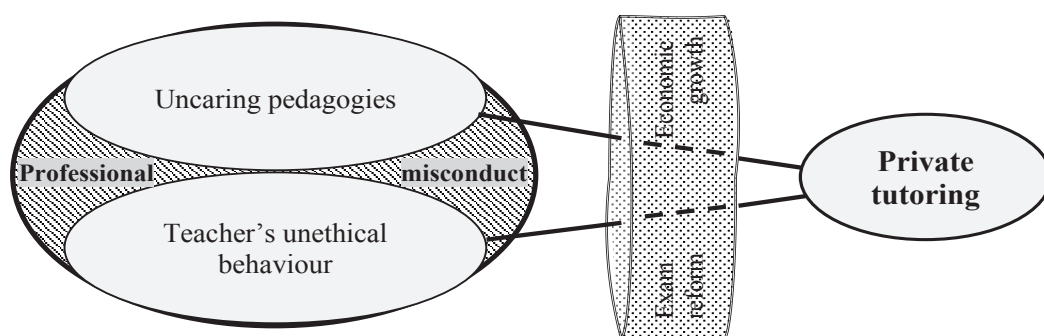 Uncaring pedagogies
Professional misconduct
Teacher’s unethical
behaviour
Economic
growth
Exam
reform
Private
tutoring